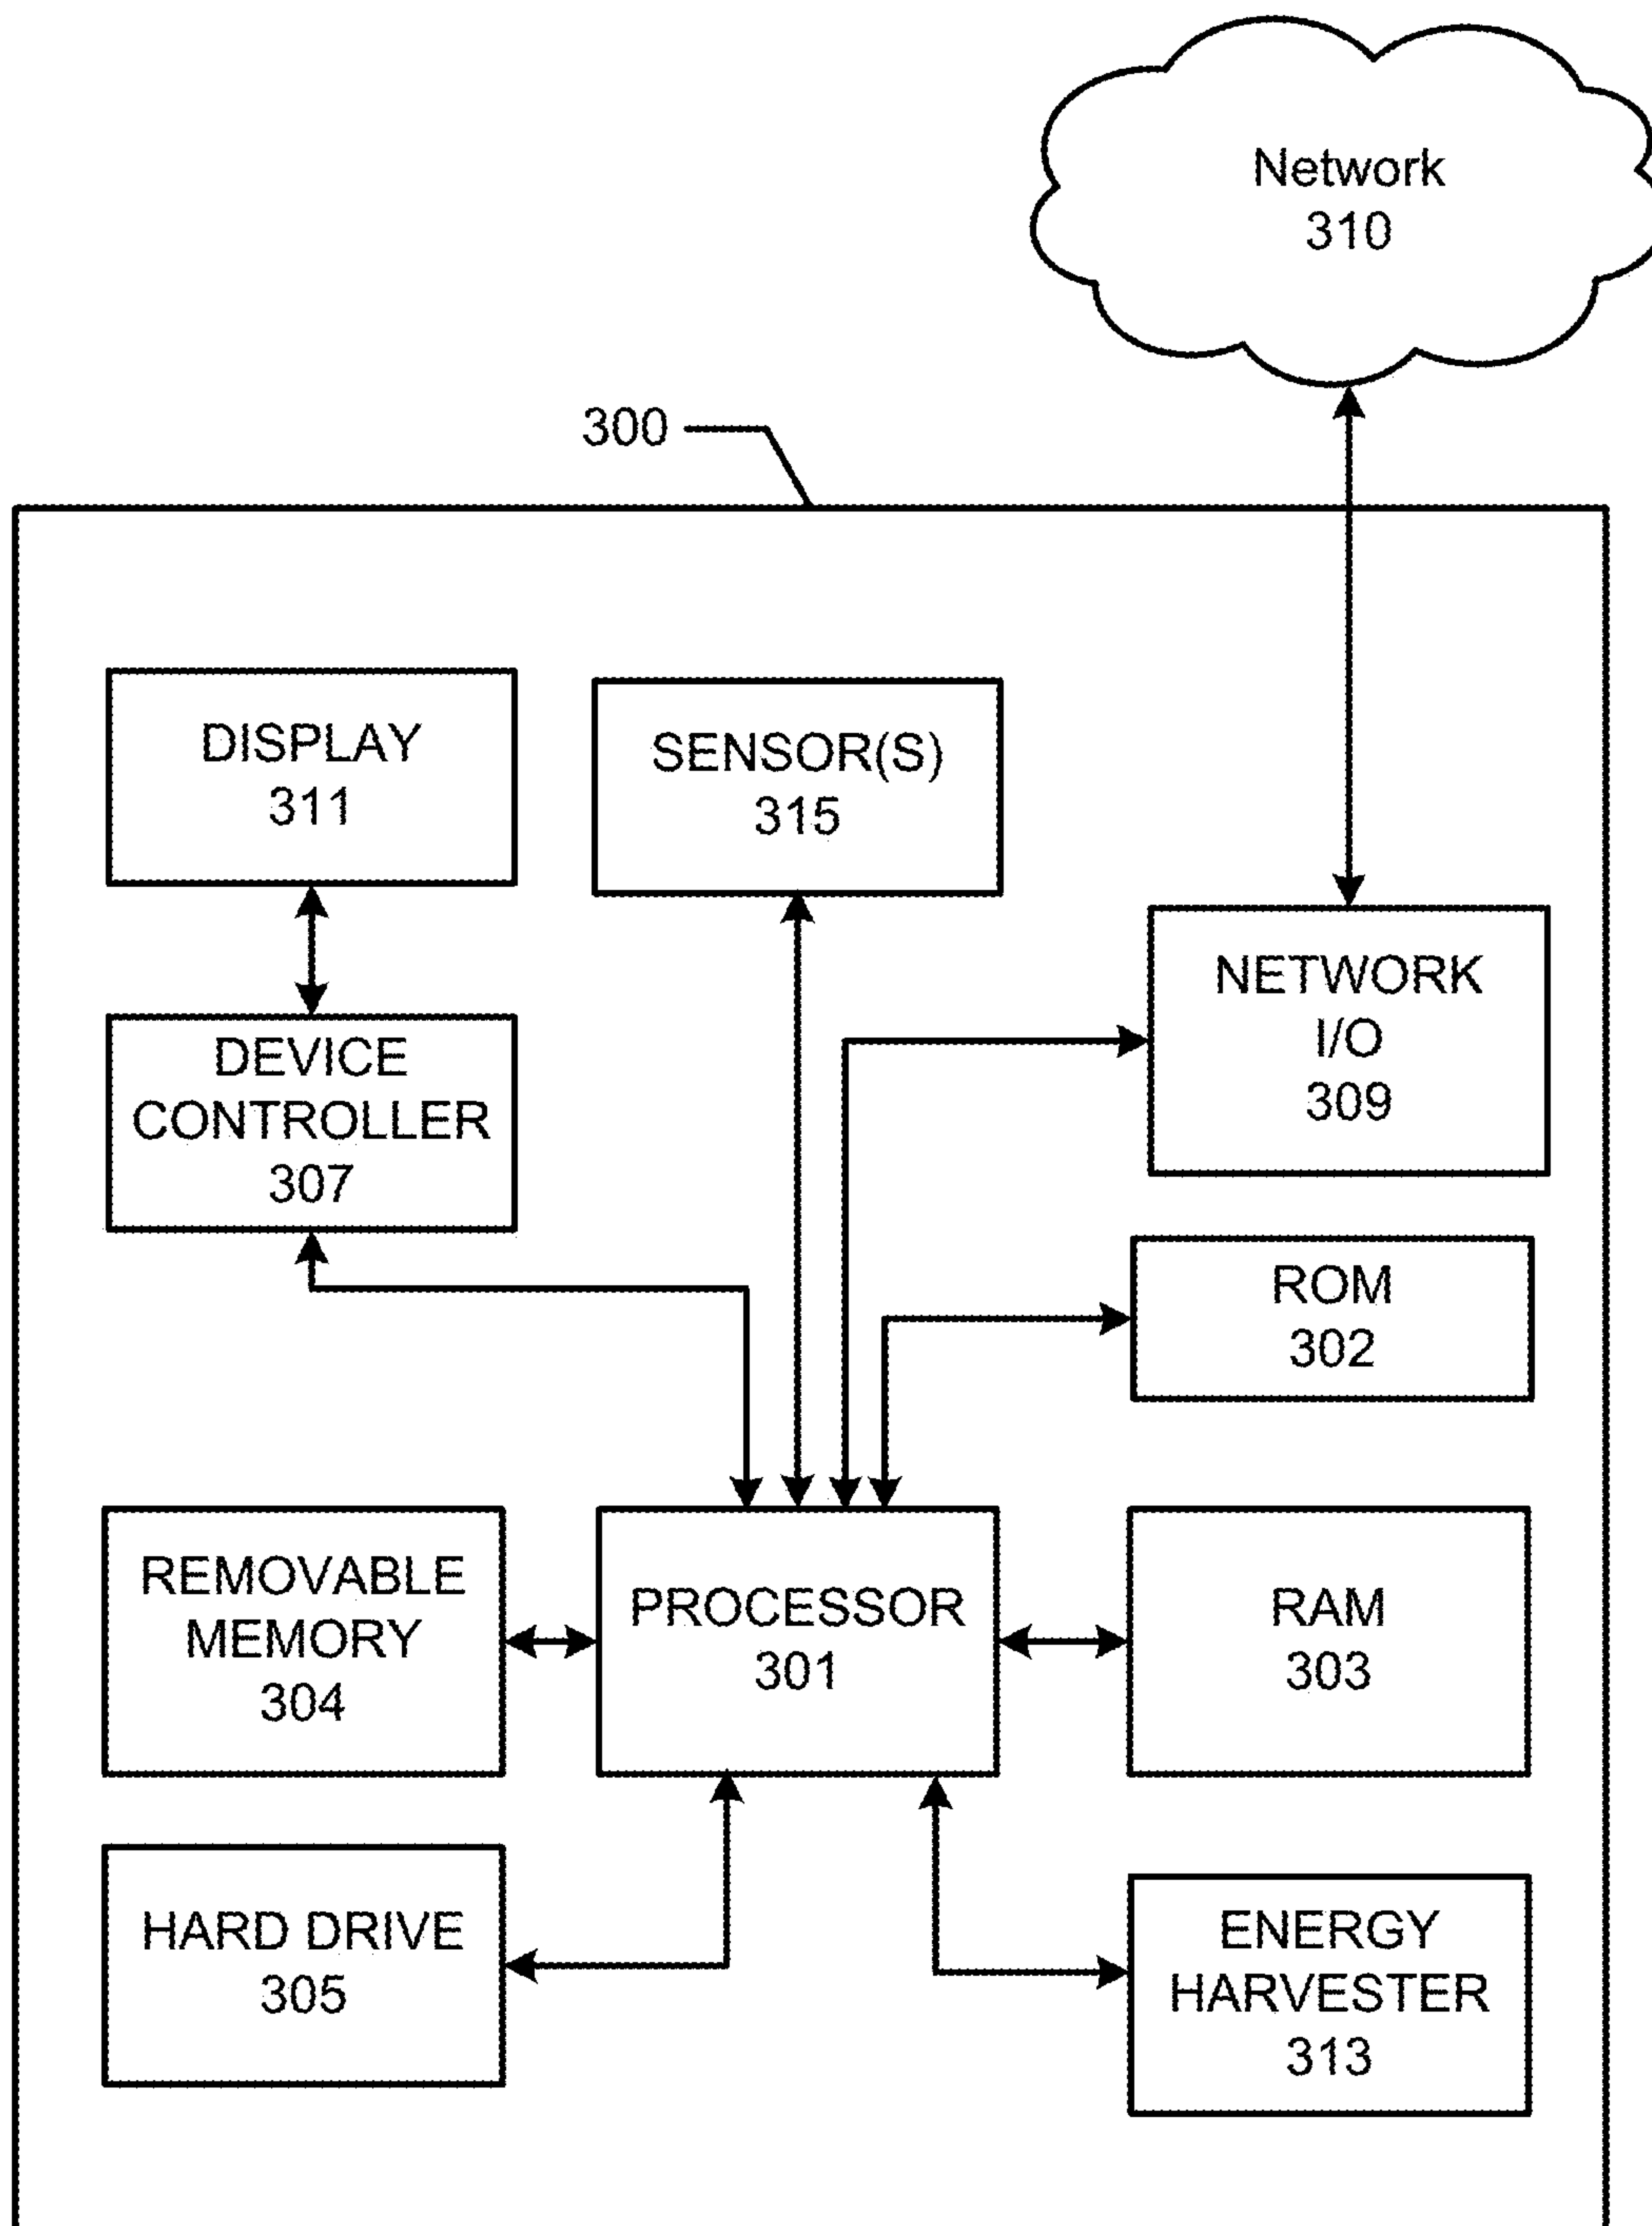 Network
310
300
DISPLAY
311
SENSOR(S)
315
DEVICE
CONTROLLER
307
NETWORK
I/O
309
ROM
302
REMOVABLE
MEMORY
304
PROCESSOR
301
RAM
303
HARD DRIVE
305
ENERGY
HARVESTER
313